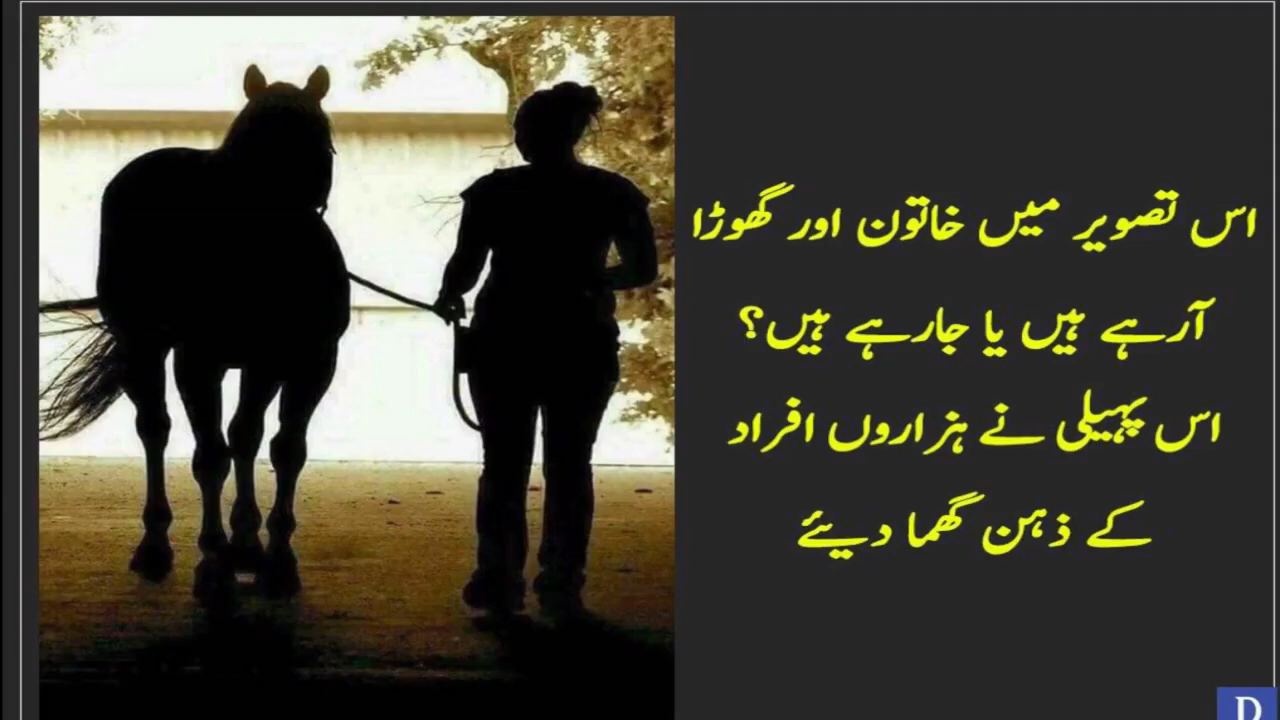 اس تصویر میں خاتون اور گھوڑا
آرہے ہیں یا جارہے ہیں؟
اس پہیلی نے ہزاروں افراد
کے ذہن گھما دیئے
D